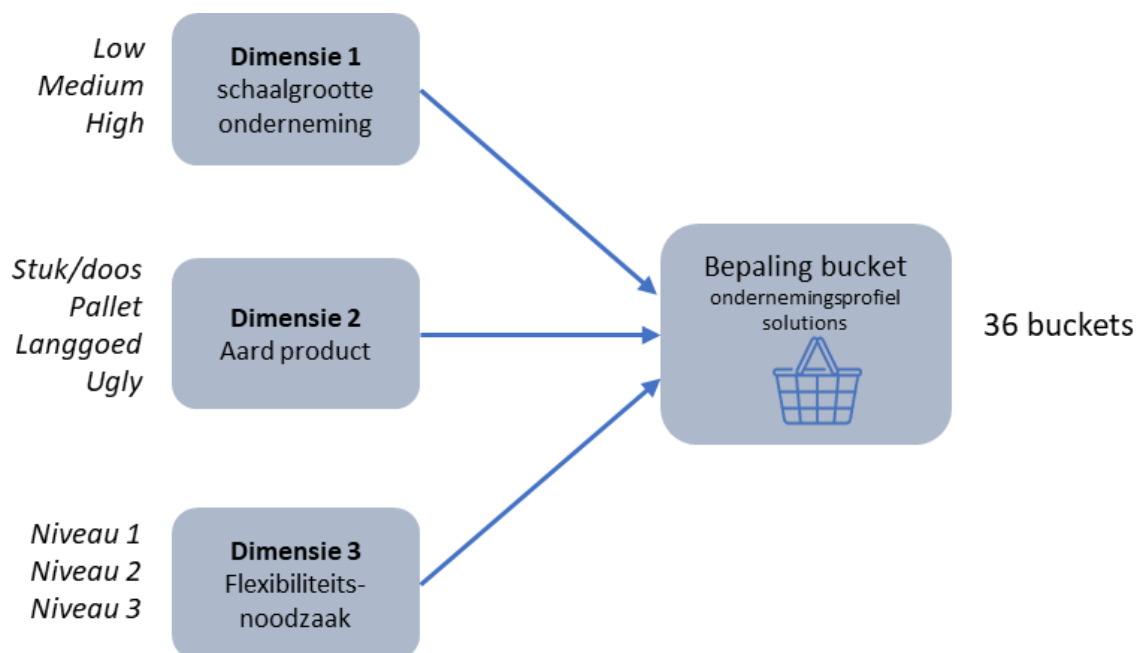 Low
Medium
High
Dimensie 1
schaalgrootte
onderneming
Stuk/doos
Pallet
Langgoed
Ugly
Dimensie 2
Aard product
Niveau 1
Niveau 2
Niveau 3
Dimensie 3
Flexibiliteits-
noodzaak
Bepaling bucket
ondernemingsprofiel
solutions
36 buckets